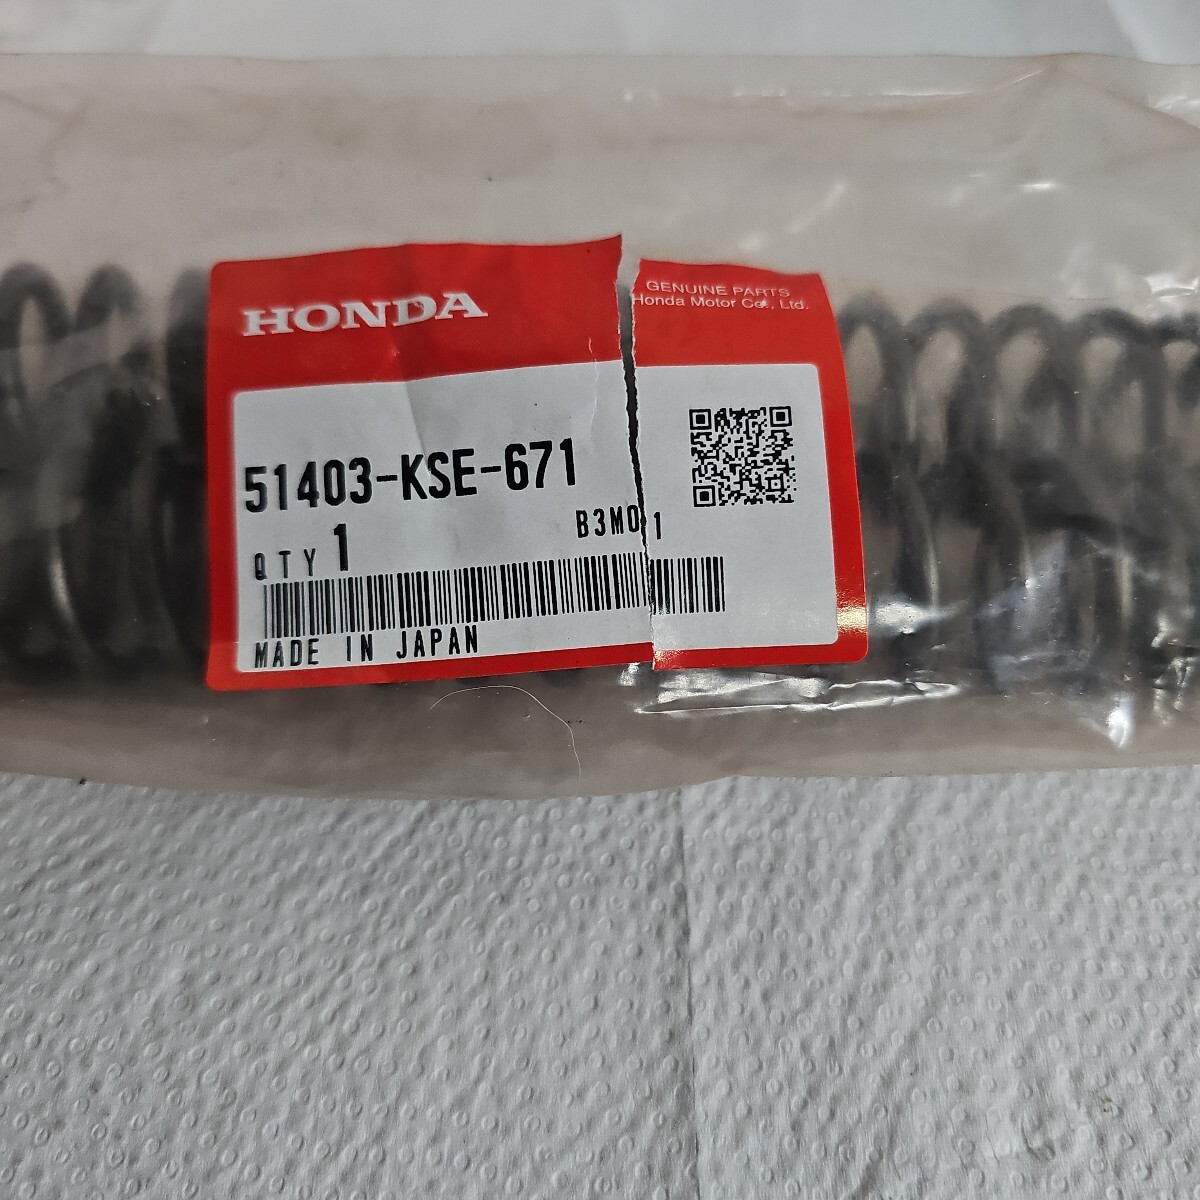 HONDA
GENUINE PARTS
Honda Motor Co., Ltd.
51403-KSE-671
B3M0 1
QTY 1
MADE IN JAPAN